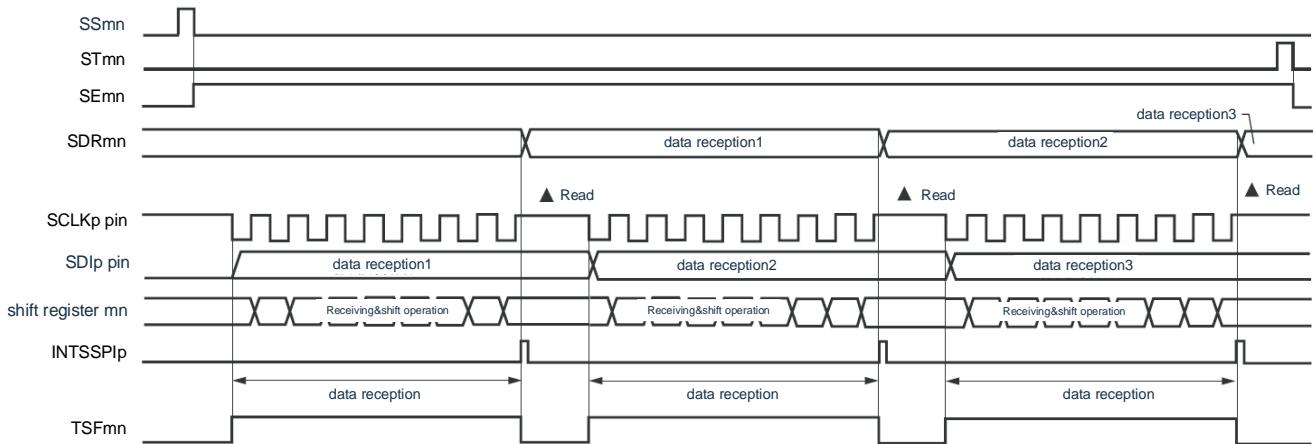 SSmn
STmn
SEmn
data reception3
SDRmn
data reception1
data reception2
▲ Read
▲ Read
▲ Read
SCLKp pin
SDIp pin
data reception1
data reception2
data reception3
shift register mn
Receiving&shift operation
Receiving&shift operation
Receiving&shift operation
INTSSPIp
data reception
data reception
data reception
TSFmn